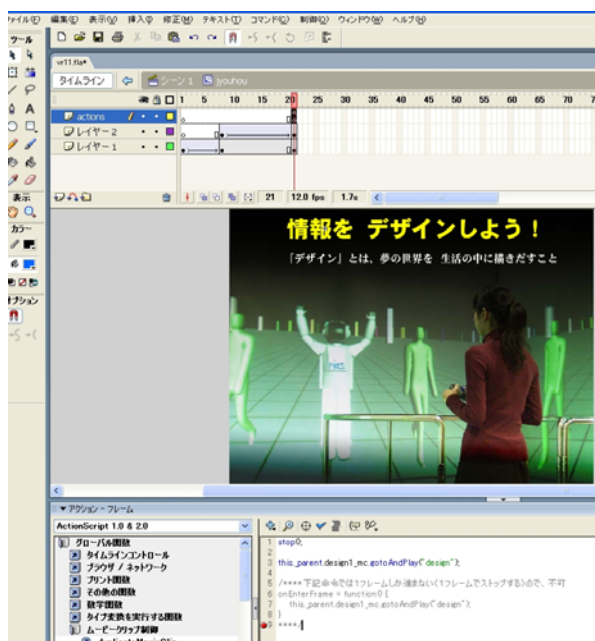 ファイル(F) 編集(E) 表示(V) 挿入(I) 修正(M) テキスト(T) コマンド(C) 制御(O) ウィンドウ(W) ヘルプ(H)
ツール
vr11.fla*
タイムライン シーン 1 jyouhou
1 5 10 15 20 25 30 35 40 45 50 55 60 65 70
actions
レイヤー 2
レイヤー 1
21 12.0 fps 1.7s
表示
カラー
オプション
情報を デザインしよう！
「デザイン」とは、夢の世界を 生活の中に描きだすこと
▼ アクション - フレーム
ActionScript 1.0 & 2.0
グローバル関数
タイムラインコントロール
ブラウザ / ネットワーク
プリント関数
その他の関数
数学関数
タイプ変換を実行する関数
ムービークリップ制御
1 stop();
2
3 this._parent.design1_mc.gotoAndPlay("design");
4
5 /**** 下記命令では1フレームしか進まない(1フレームでストップする)ので、不可
6 onEnterFrame = function() {
7 this._parent.design1_mc.gotoAndPlay("design");
8 }
9 ****/